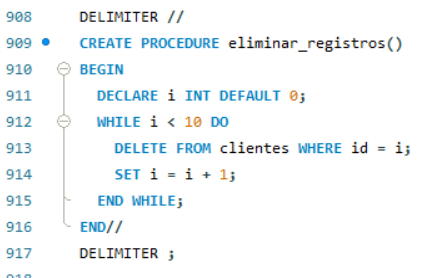 908 DELIMITER //
909 CREATE PROCEDURE eliminar_registros()
910 BEGIN
911 DECLARE i INT DEFAULT 0;
912 WHILE i < 10 DO
913 DELETE FROM clientes WHERE id = i;
914 SET i = i + 1;
915 END WHILE;
916 END//
917 DELIMITER ;
918